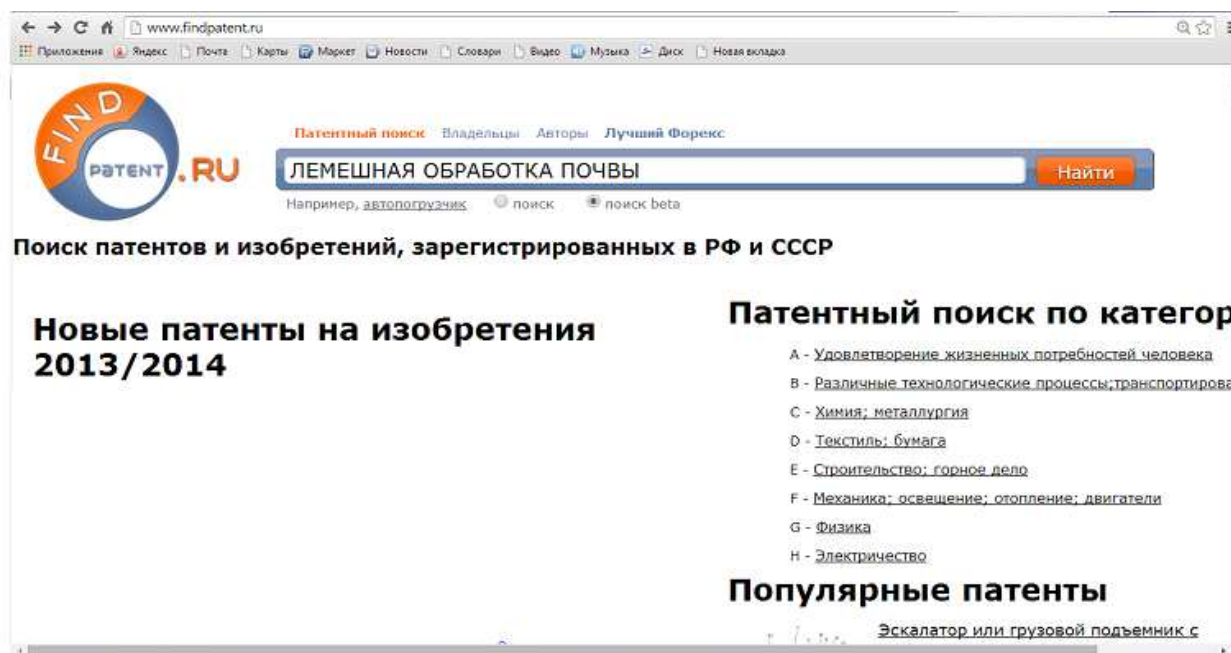 www.findpatent.ru
Приложения Яндекс Почта Карты Маркет Новости Словари Видео Музыка Диск Новая вкладка
FIND
PATENT .RU
Патентный поиск Владельцы Авторы Лучший Форекс
ЛЕМЕШНАЯ ОБРАБОТКА ПОЧВЫ Найти
Например, автопогрузчик поиск поиск beta
Поиск патентов и изобретений, зарегистрированных в РФ и СССР
Новые патенты на изобретения
2013/2014
Патентный поиск по категор
A - Удовлетворение жизненных потребностей человека
B - Различные технологические процессы;транспортирова
C - Химия; металлургия
D - Текстиль; бумага
E - Строительство; горное дело
F - Механика; освещение; отопление; двигатели
G - Физика
H - Электричество
Популярные патенты
Эскалатор или грузовой подъемник с